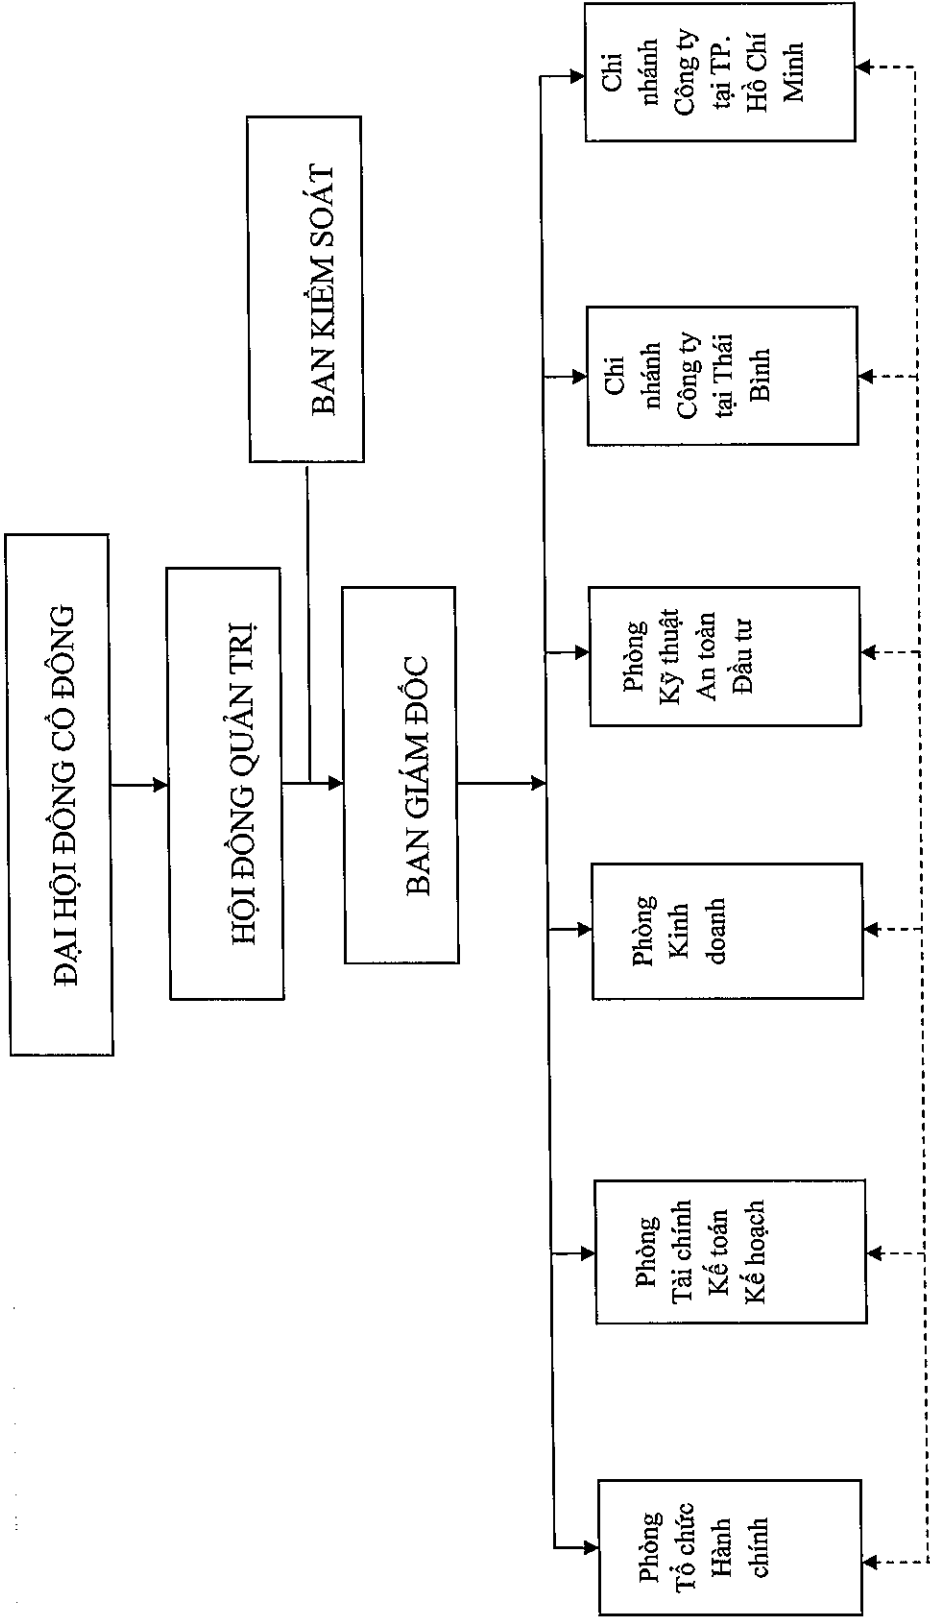 ĐẠI HỘI ĐỒNG CỔ ĐÔNG
HỘI ĐỒNG QUẢN TRỊ
BAN KIỂM SOÁT
BAN GIÁM ĐỐC
Phòng
Tổ chức
Hành
chính
Phòng
Tài chính
Kế toán
Kế hoạch
Phòng
Kinh
doanh
Phòng
Kỹ thuật
An toàn
Đầu tư
Chi
nhánh
Công ty
tại Thái
Bình
Chi
nhánh
Công ty
tại TP.
Hồ Chí
Minh